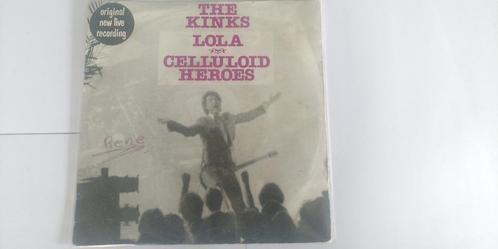 original
new live
recording
THE
KINKS
LOLA
CELLULOID
HEROES
Rene